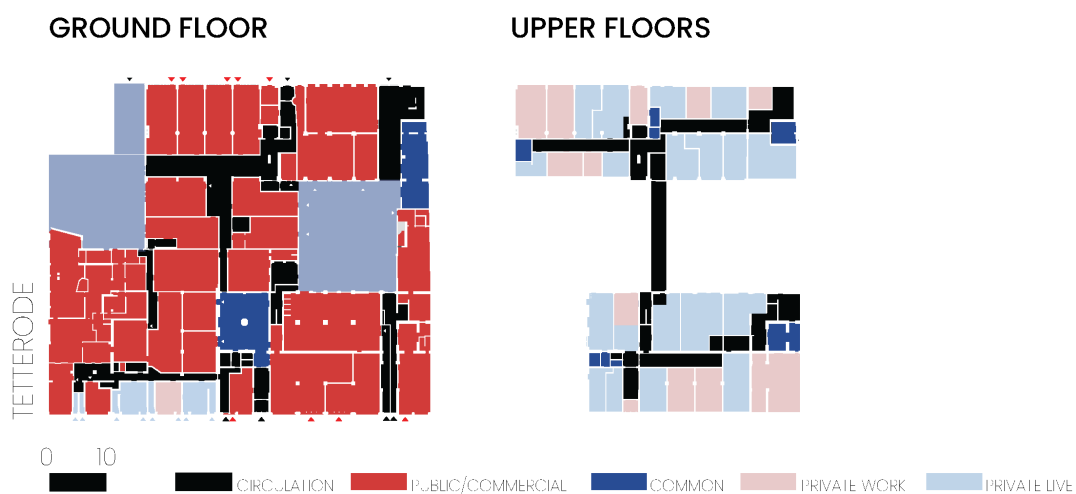 GROUND FLOOR
UPPER FLOORS
TETTERODE
0 10
CIRCULATION
PUBLIC/COMMERCIAL
COMMON
PRIVATE WORK
PRIVATE LIVE